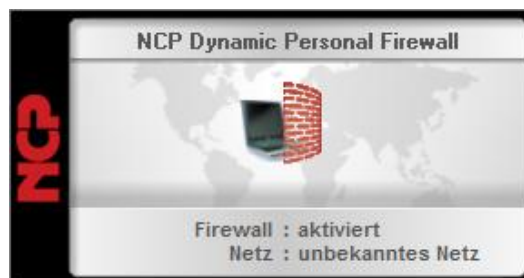 NCP Dynamic Personal Firewall
NCP
Firewall : aktiviert
Netz : unbekanntes Netz